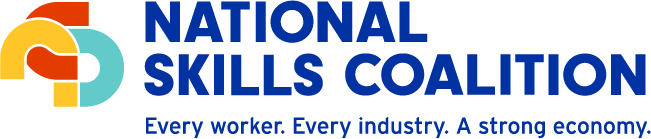 NATIONAL
SKILLS COALITION
Every worker. Every industry. A strong economy.